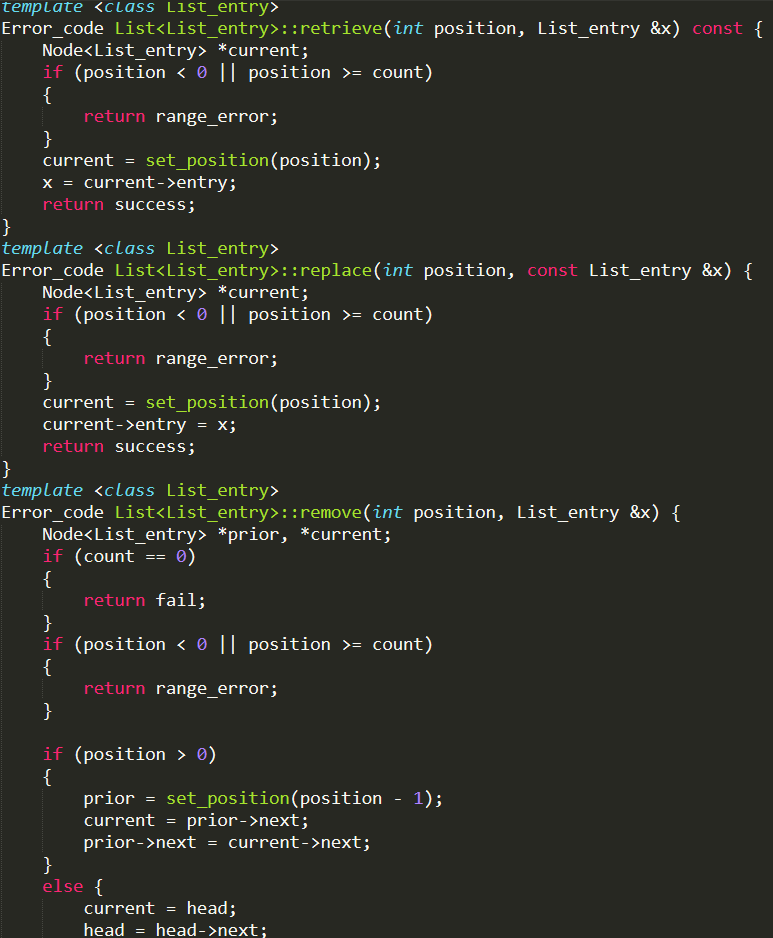 template <class List_entry>
Error_code List<List_entry>::retrieve(int position, List_entry &x) const {
    Node<List_entry> *current;
    if (position < 0 || position >= count)
    {
        return range_error;
    }
    current = set_position(position);
    x = current->entry;
    return success;
}
template <class List_entry>
Error_code List<List_entry>::replace(int position, const List_entry &x) {
    Node<List_entry> *current;
    if (position < 0 || position >= count)
    {
        return range_error;
    }
    current = set_position(position);
    current->entry = x;
    return success;
}
template <class List_entry>
Error_code List<List_entry>::remove(int position, List_entry &x) {
    Node<List_entry> *prior, *current;
    if (count == 0)
    {
        return fail;
    }
    if (position < 0 || position >= count)
    {
        return range_error;
    }

    if (position > 0)
    {
        prior = set_position(position - 1);
        current = prior->next;
        prior->next = current->next;
    }
    else {
        current = head;
        head = head->next;